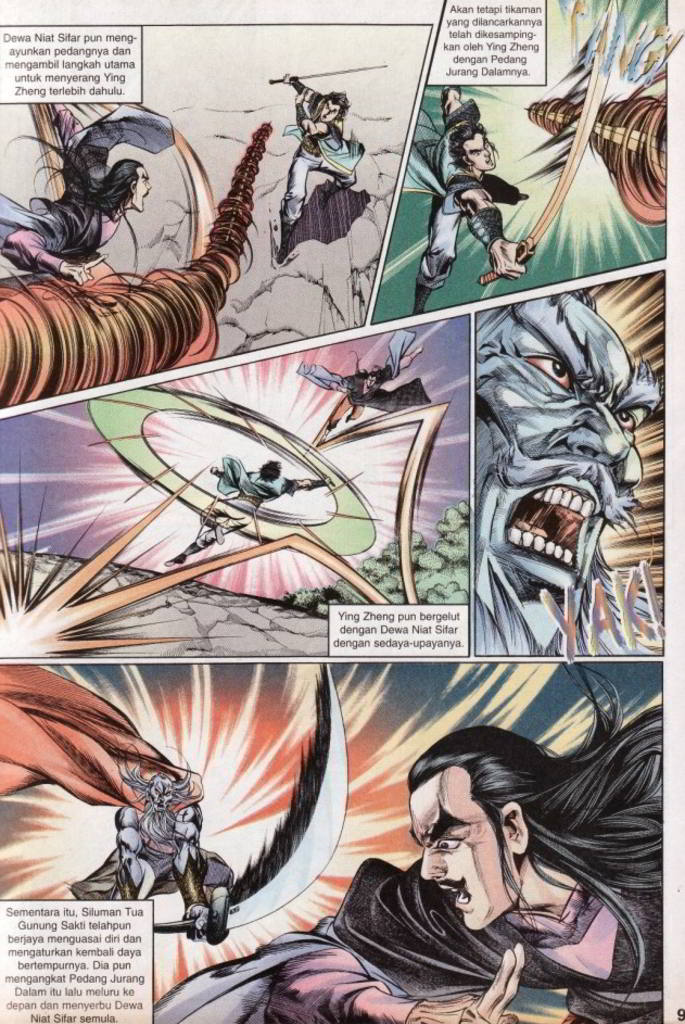 Dewa Niat Sifar pun meng-
ayunkan pedangnya dan
mengambil langkah utama
untuk menyerang Ying
Zheng terlebih dahulu.
Akan tetapi tikaman
yang dilancarkannya
telah dikesamping-
kan oleh Ying Zheng
dengan Pedang
Jurang Dalamnya.
Ying Zheng pun bergelut
dengan Dewa Niat Sifar
dengan sedaya-upayanya.
YAK!
Sementara itu, Siluman Tua
Gunung Sakti telahpun
berjaya menguasai diri dan
mengaturkan kembali daya
bertempurnya. Dia pun
mengangkat Pedang Jurang
Dalam itu lalu meluru ke
depan dan menyerbu Dewa
Niat Sifar semula.
9